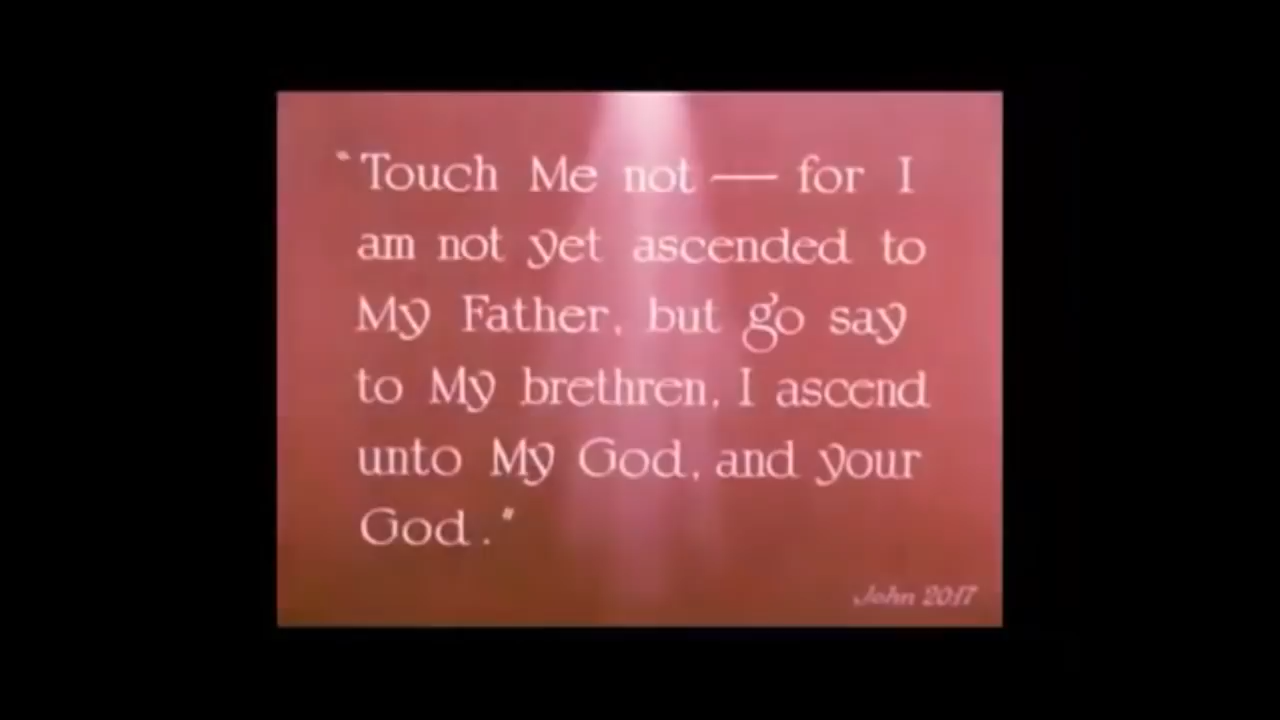 "Touch Me not — for I
am not yet ascended to
My Father, but go say
to My brethren, I ascend
unto My God, and your
God."
John 20:17